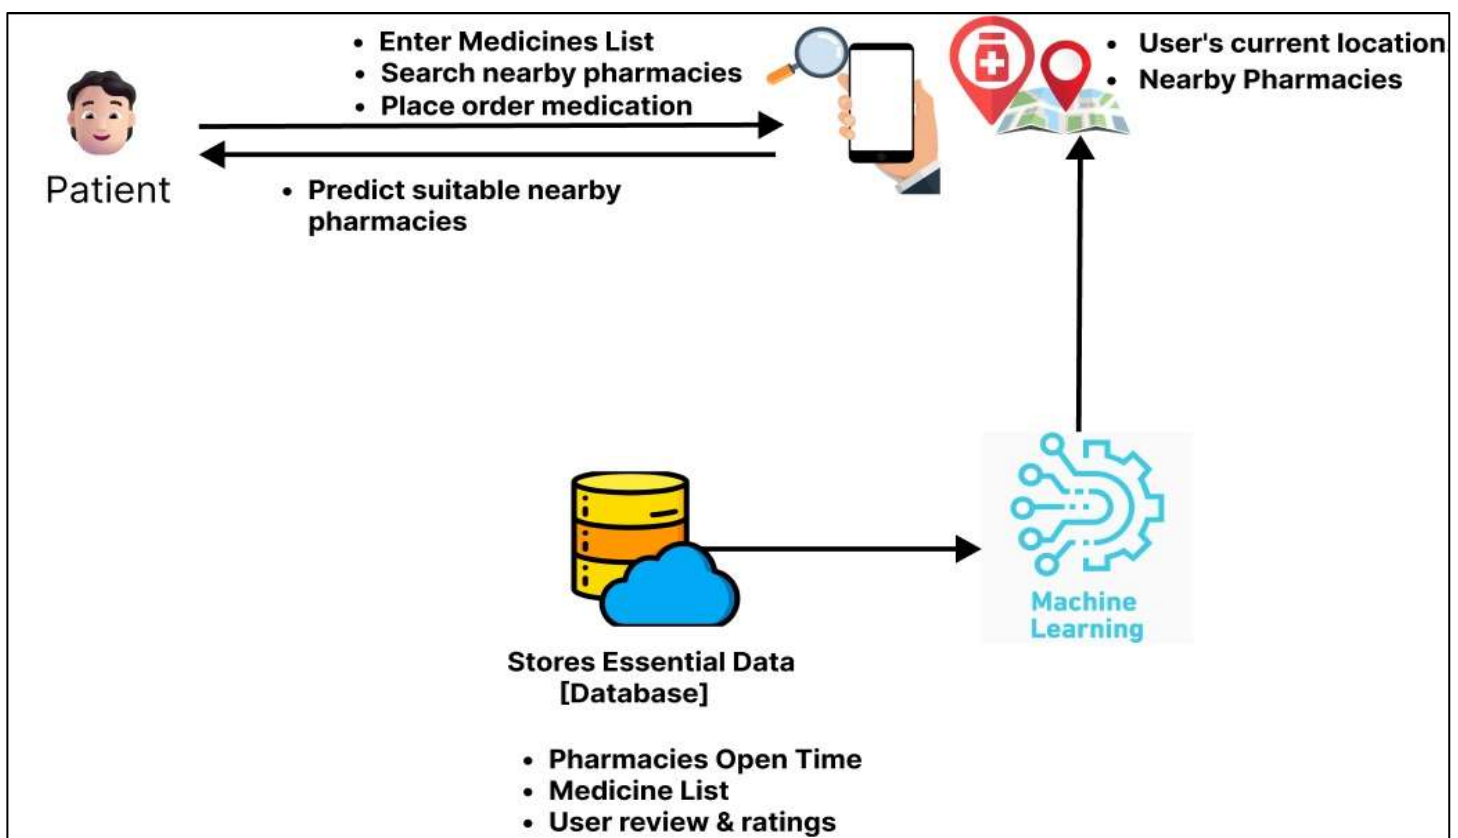 • Enter Medicines List
• Search nearby pharmacies
• Place order medication
• User's current location
• Nearby Pharmacies
Patient
• Predict suitable nearby
pharmacies
Machine
Learning
Stores Essential Data
[Database]
• Pharmacies Open Time
• Medicine List
• User review & ratings